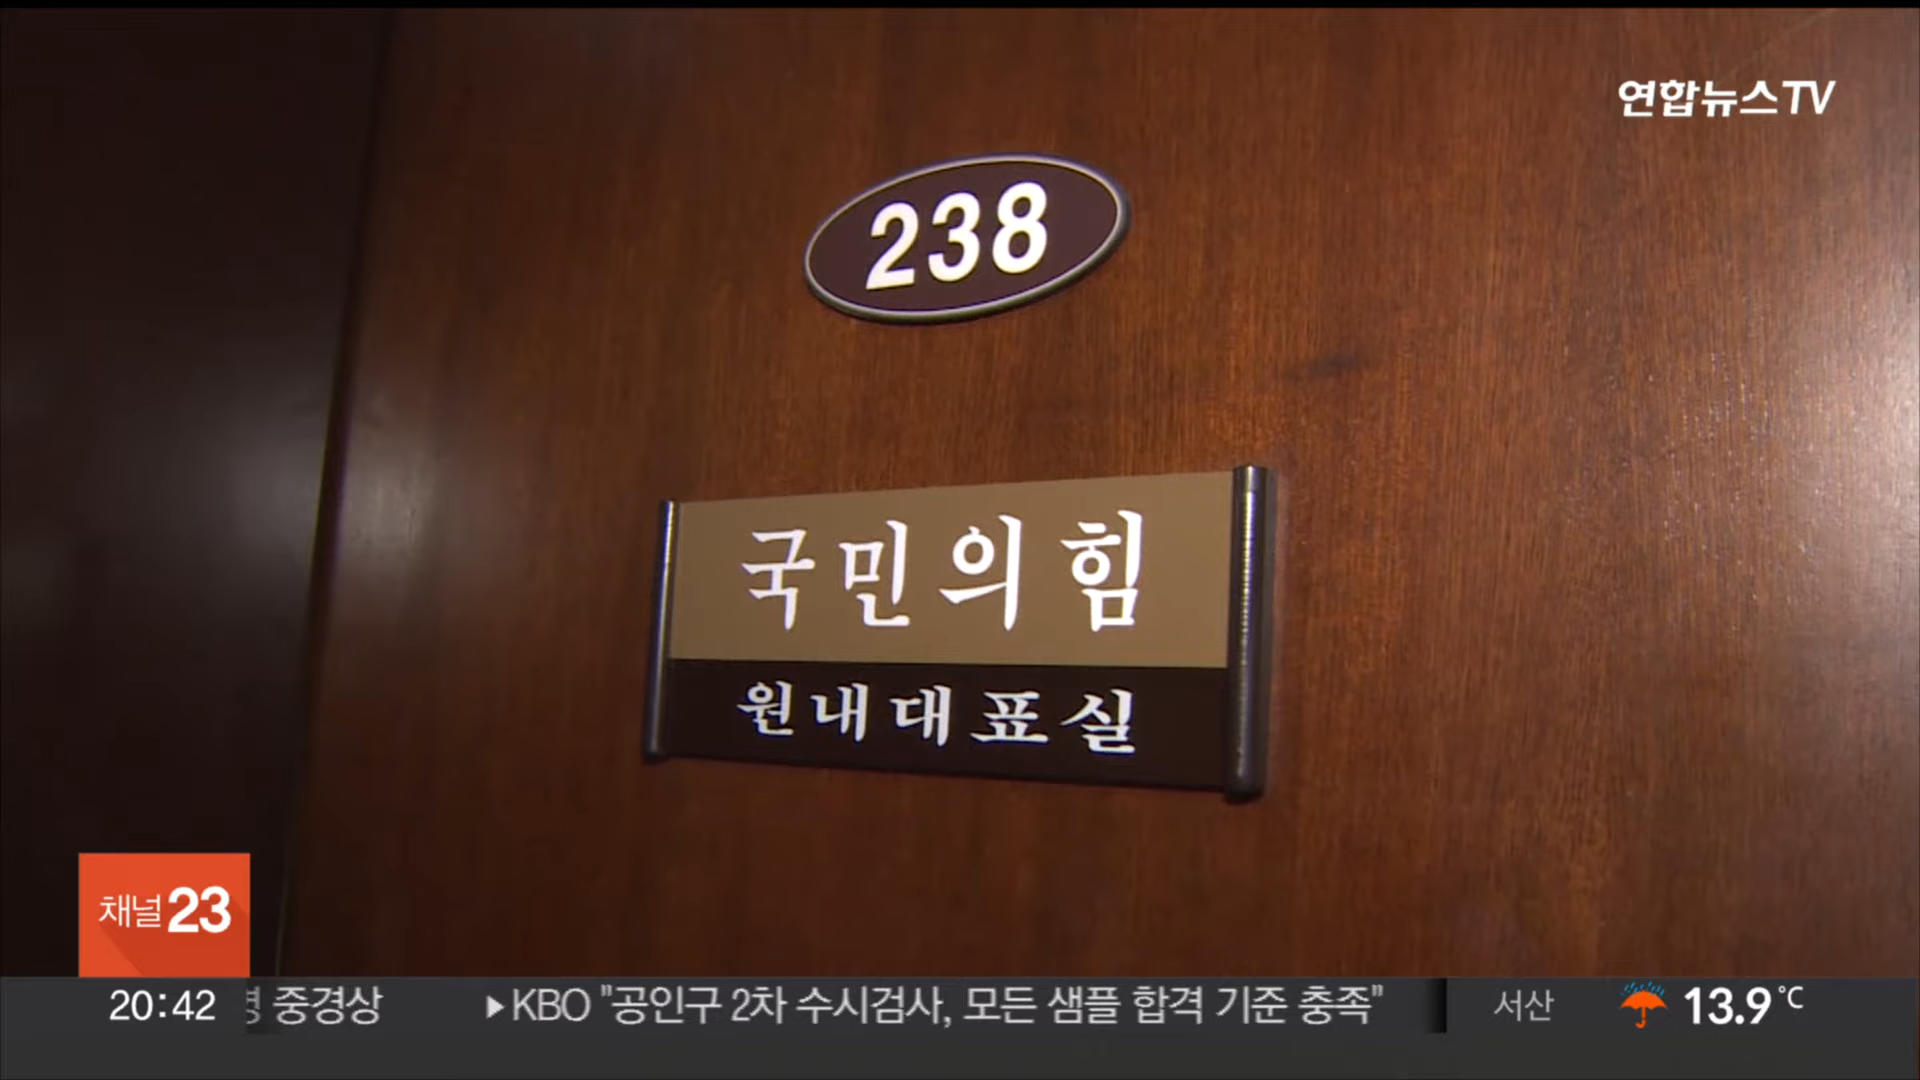 연합뉴스TV
238
국민의힘
원내대표실
채널23
20:42 중경상 ▶KBO "공인구 2차 수시검사, 모든 샘플 합격 기준 충족" 서산 13.9℃